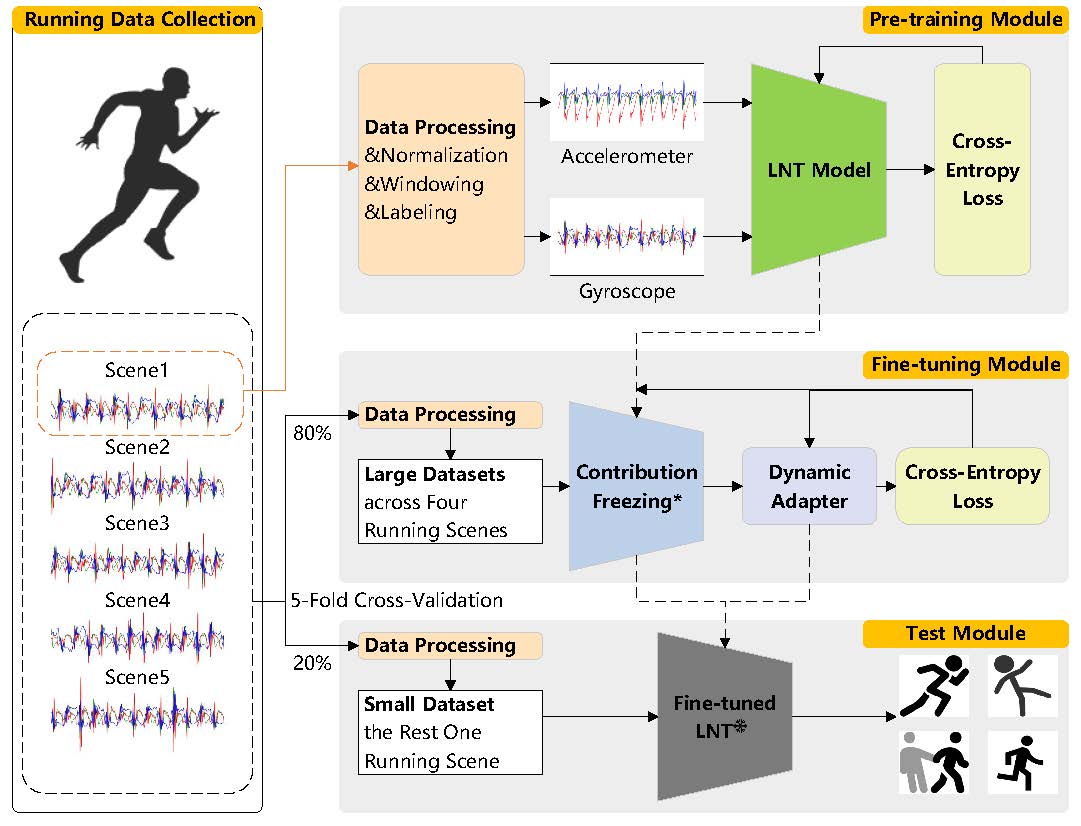 Running Data Collection
Scene1
Scene2
Scene3
Scene4
Scene5
Pre-training Module
Data Processing
&Normalization
&Windowing
&Labeling
Accelerometer
Gyroscope
LNT Model
Cross-
Entropy
Loss
Fine-tuning Module
80%
Data Processing
Large Datasets
across Four
Running Scenes
Contribution
Freezing*
Dynamic
Adapter
Cross-Entropy
Loss
5-Fold Cross-Validation
Test Module
20%
Data Processing
Small Dataset
the Rest One
Running Scene
Fine-tuned
LNT❄